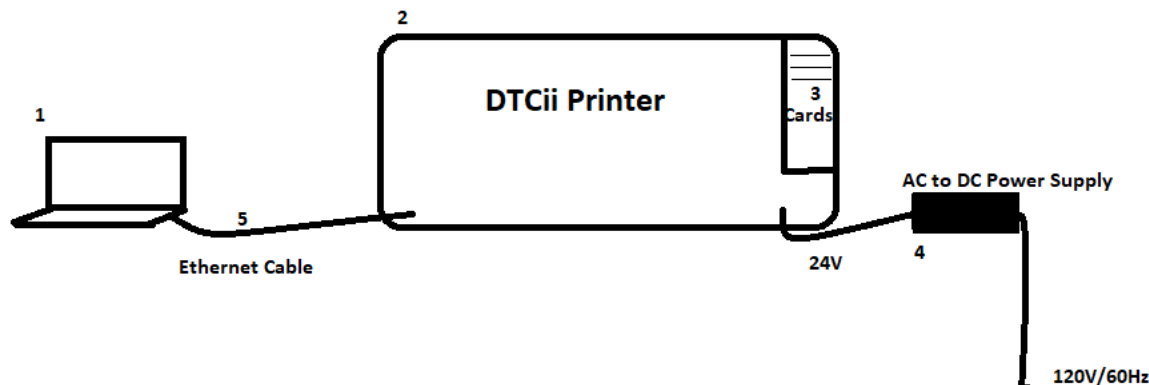 2
1
DTCii Printer
3
Cards
AC to DC Power Supply
5
4
Ethernet Cable
24V
120V/60Hz